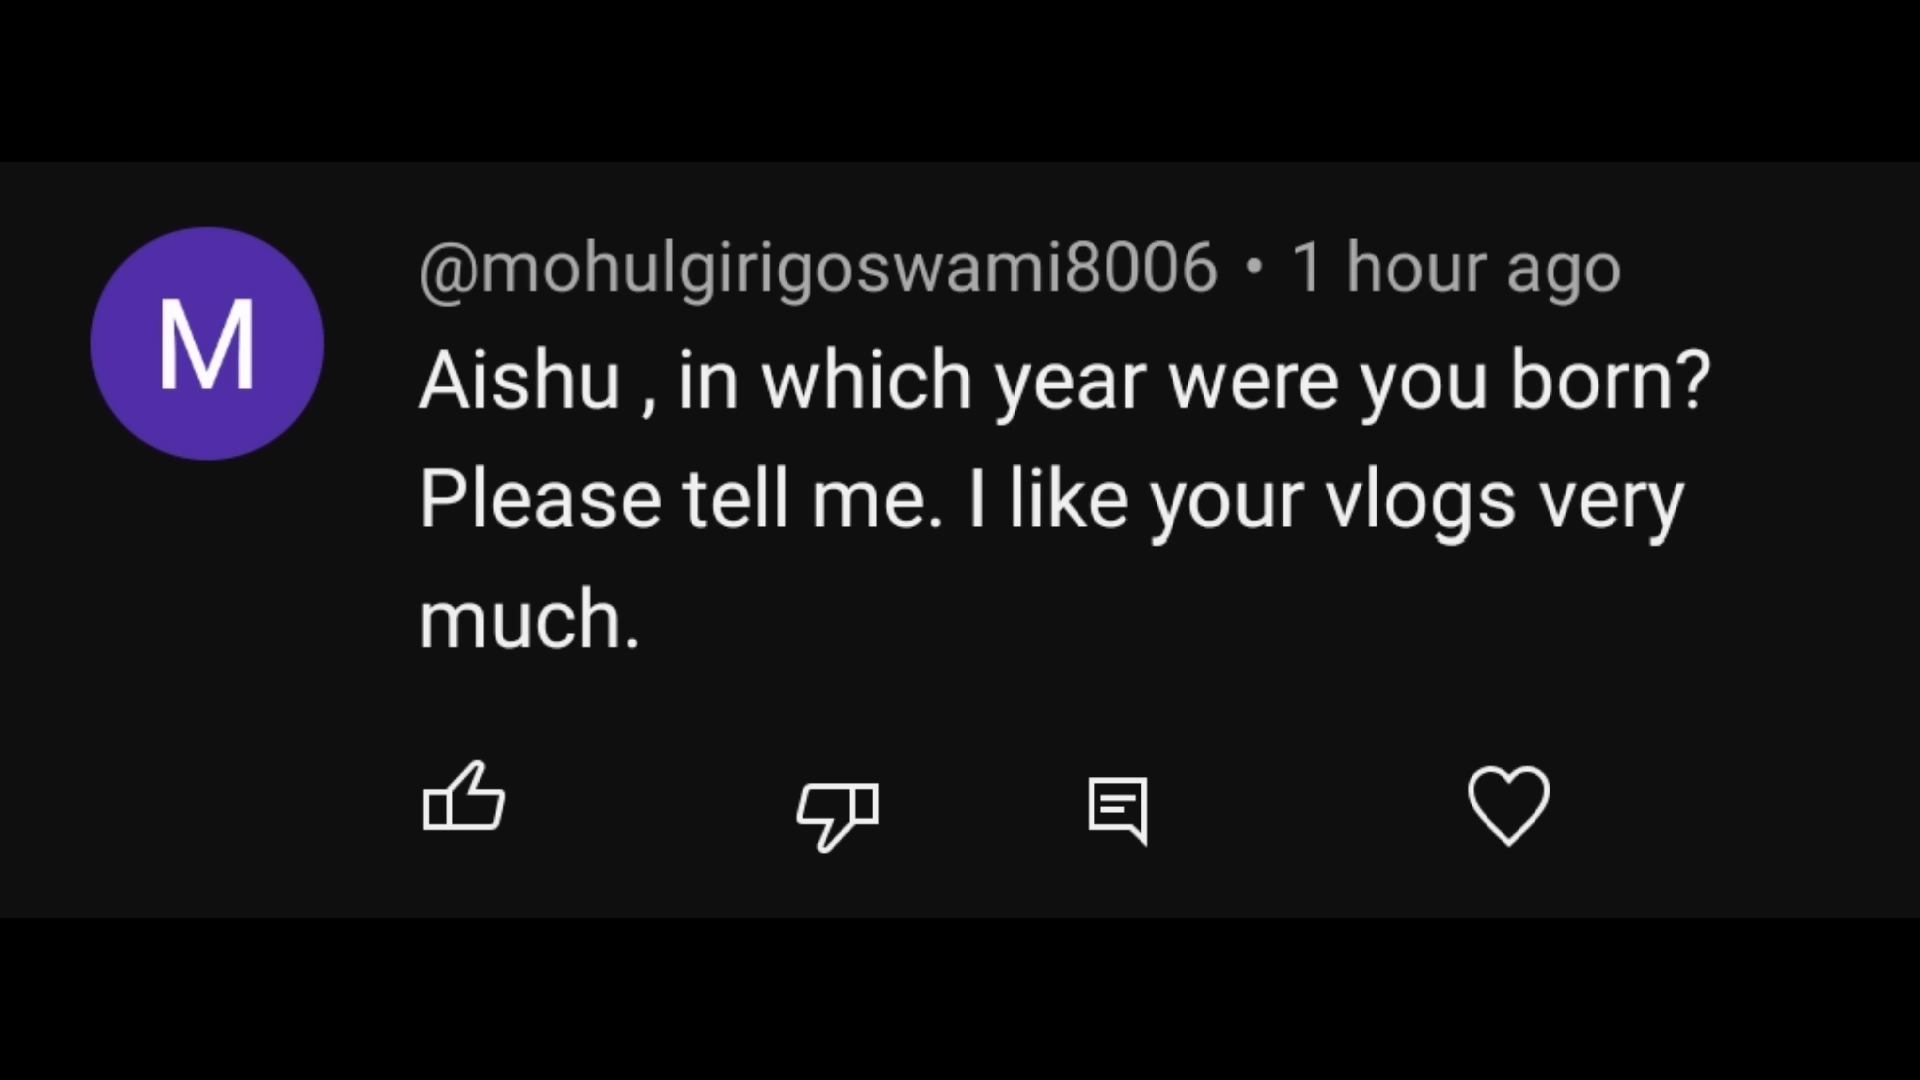 M
@mohulgirigoswami8006 • 1 hour ago
Aishu , in which year were you born?
Please tell me. I like your vlogs very
much.